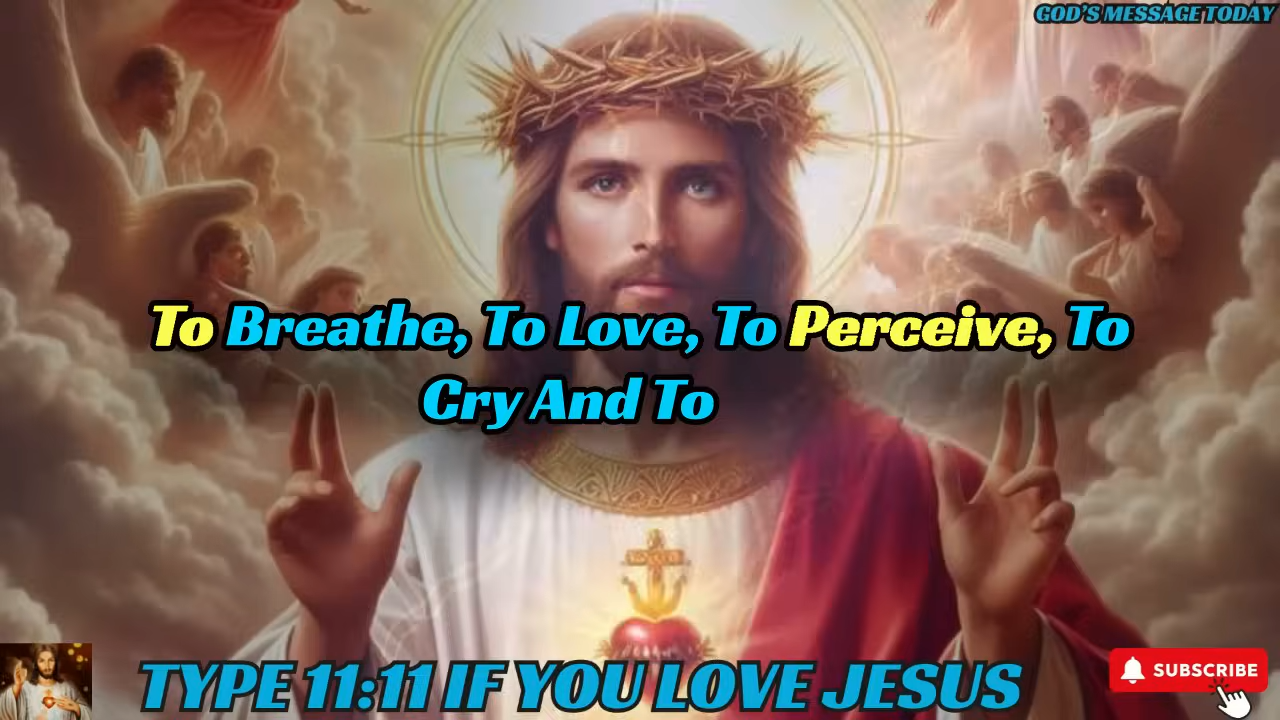 GOD'S MESSAGE TODAY
To Breathe, To Love, To Perceive, To
Cry And To
TYPE 11:11 IF YOU LOVE JESUS
SUBSCRIBE